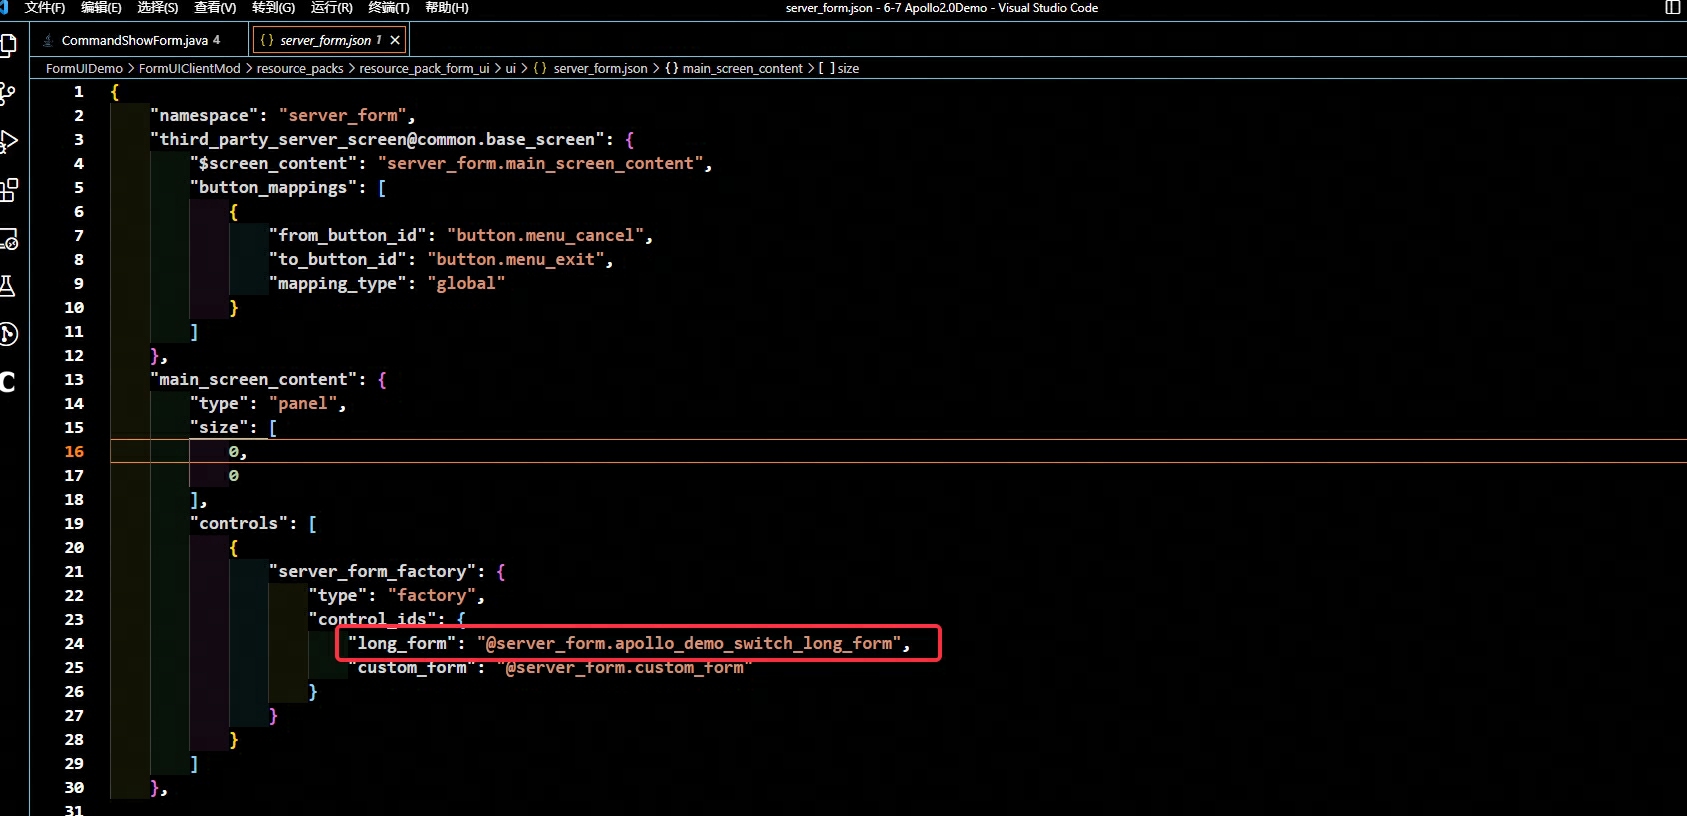 文件(F) 编辑(E) 选择(S) 查看(V) 转到(G) 运行(R) 终端(T) 帮助(H) server_form.json - 6-7 Apollo2.0Demo - Visual Studio Code
CommandShowForm.java 4 {} server_form.json 1 ×
FormUIDemo > FormUIClientMod > resource_packs > resource_pack_form_ui > ui > {} server_form.json > {} main_screen_content > [ ] size
1 {
2 "namespace": "server_form",
3 "third_party_server_screen@common.base_screen": {
4 "$screen_content": "server_form.main_screen_content",
5 "button_mappings": [
6 {
7 "from_button_id": "button.menu_cancel",
8 "to_button_id": "button.menu_exit",
9 "mapping_type": "global"
10 }
11 ]
12 },
13 "main_screen_content": {
14 "type": "panel",
15 "size": [
16 0,
17 0
18 ],
19 "controls": [
20 {
21 "server_form_factory": {
22 "type": "factory",
23 "control_ids": {
24 "long_form": "@server_form.apollo_demo_switch_long_form",
25 "custom_form": "@server_form.custom_form"
26 }
27 }
28 }
29 ]
30 },
31